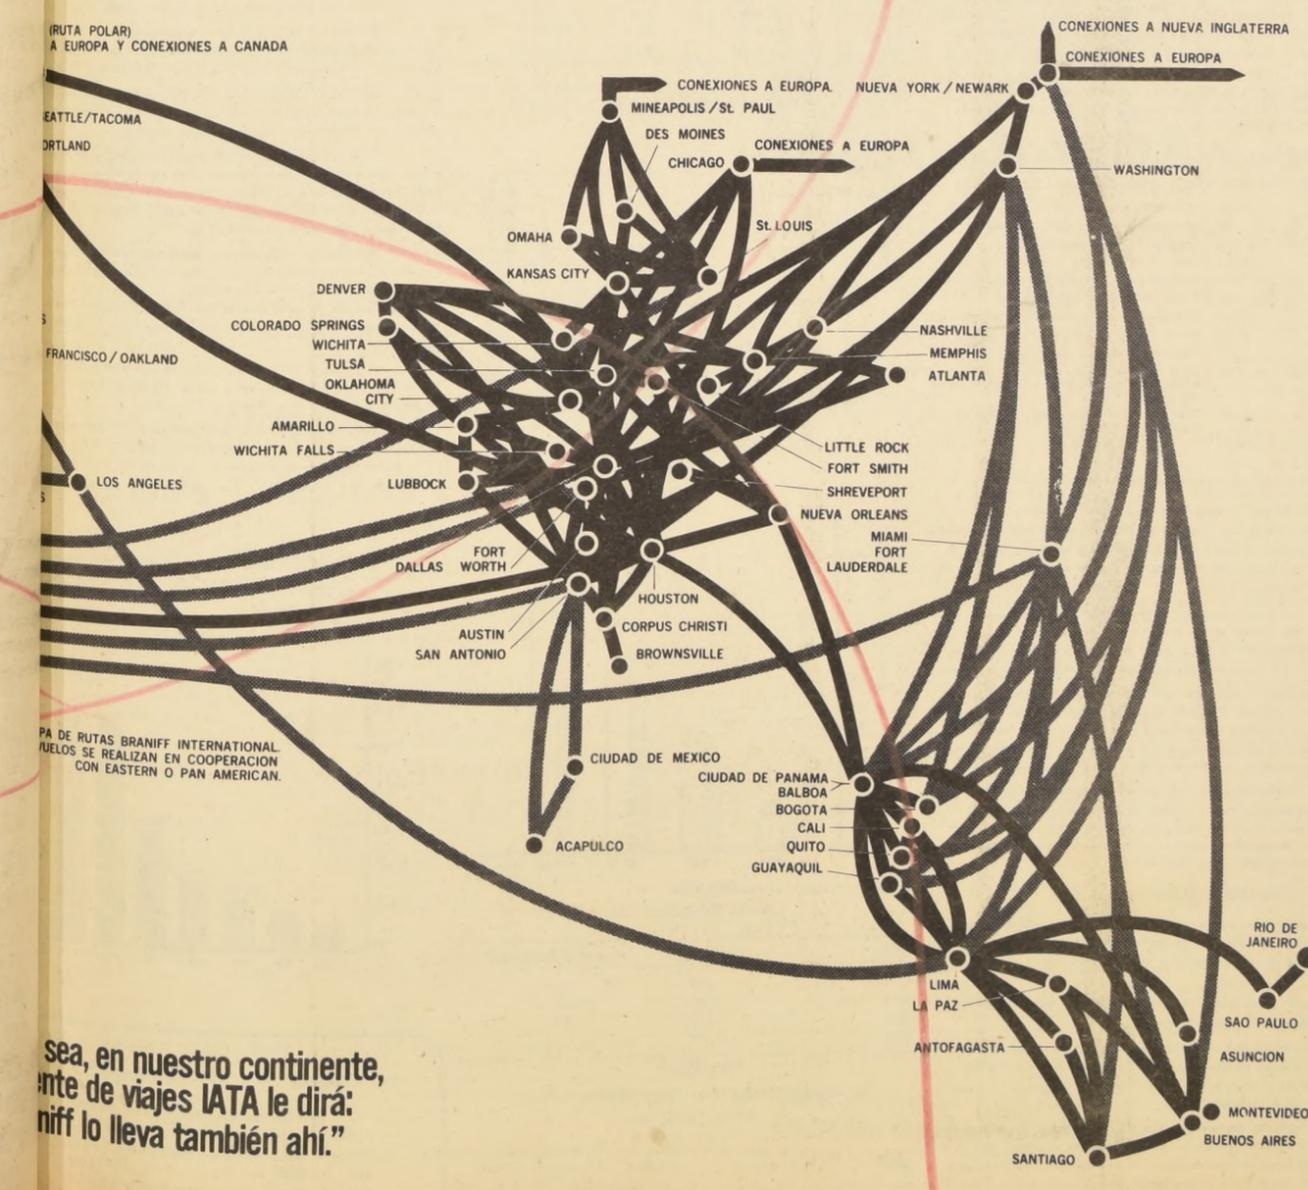 (RUTA POLAR)
A EUROPA Y CONEXIONES A CANADA
EATTLE/TACOMA
ORTLAND
S
FRANCISCO / OAKLAND
LOS ANGELES
S
CONEXIONES A NUEVA INGLATERRA
CONEXIONES A EUROPA
NUEVA YORK / NEWARK
WASHINGTON
CONEXIONES A EUROPA
MINEAPOLIS / St. PAUL
DES MOINES
CHICAGO
CONEXIONES A EUROPA
OMAHA
St. LOUIS
KANSAS CITY
DENVER
COLORADO SPRINGS
WICHITA
TULSA
OKLAHOMA
CITY
AMARILLO
WICHITA FALLS
LUBBOCK
NASHVILLE
MEMPHIS
ATLANTA
LITTLE ROCK
FORT SMITH
SHREVEPORT
NUEVA ORLEANS
MIAMI
FORT
LAUDERDALE
FORT
DALLAS WORTH
HOUSTON
AUSTIN
SAN ANTONIO
CORPUS CHRISTI
BROWNSVILLE
PA DE RUTAS BRANIFF INTERNATIONAL.
VUELOS SE REALIZAN EN COOPERACION
CON EASTERN O PAN AMERICAN.
CIUDAD DE MEXICO
ACAPULCO
CIUDAD DE PANAMA
BALBOA
BOGOTA
CALI
QUITO
GUAYAQUIL
LIMA
LA PAZ
ANTOFAGASTA
RIO DE
JANEIRO
SAO PAULO
ASUNCION
MONTEVIDEO
BUENOS AIRES
SANTIAGO
sea, en nuestro continente,
ente de viajes IATA le dirá:
niff lo lleva también ahí.”